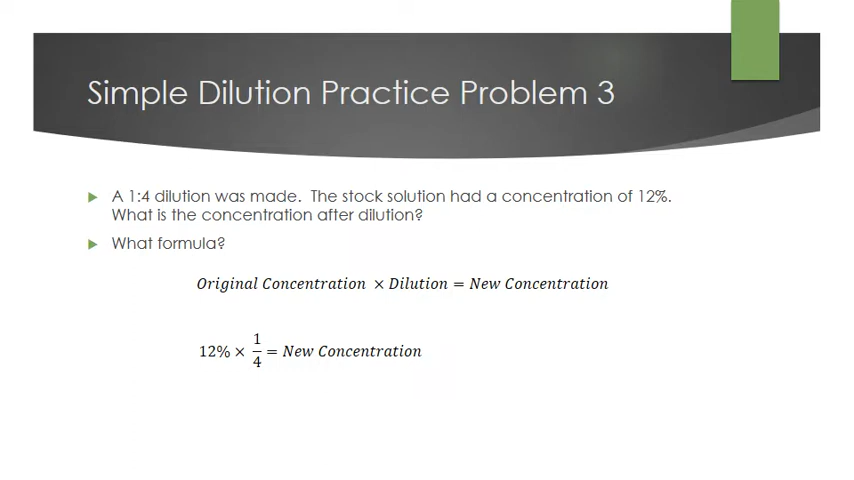 Simple Dilution Practice Problem 3
A 1:4 dilution was made. The stock solution had a concentration of 12%.
What is the concentration after dilution?
What formula?
Original Concentration × Dilution = New Concentration
12% × 1/4 = New Concentration